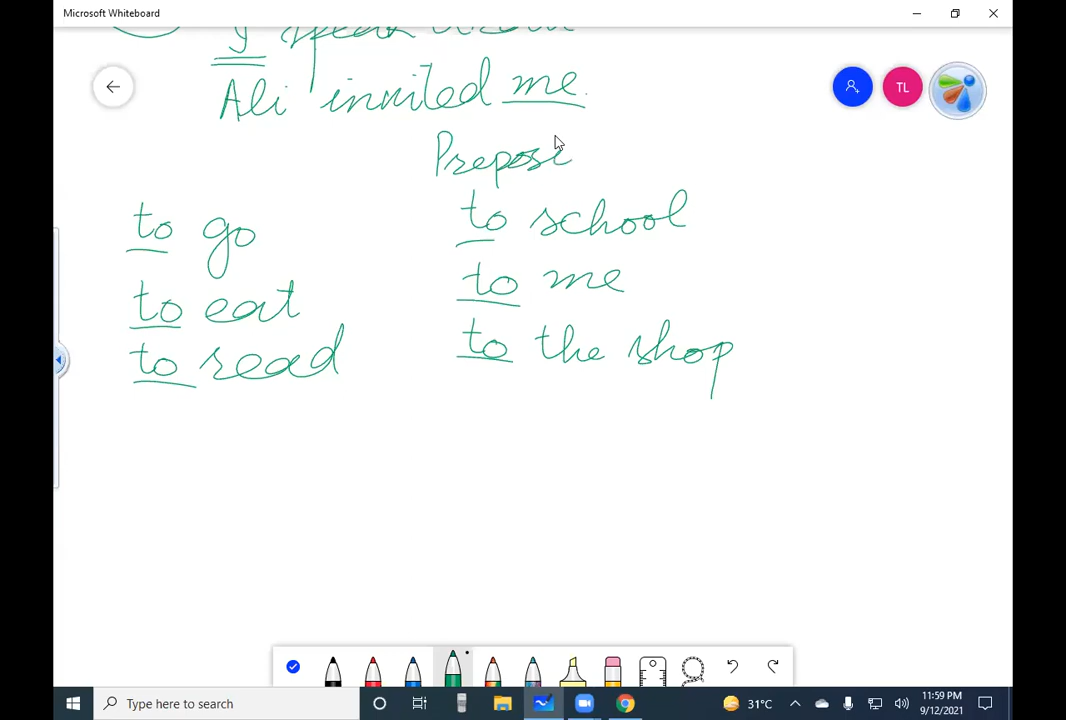 Microsoft Whiteboard
I speak
Ali invited me.
TL
Preposi
to go to school
to eat to me
to read to the shop
Type here to search
31°C
11:59 PM
9/12/2021